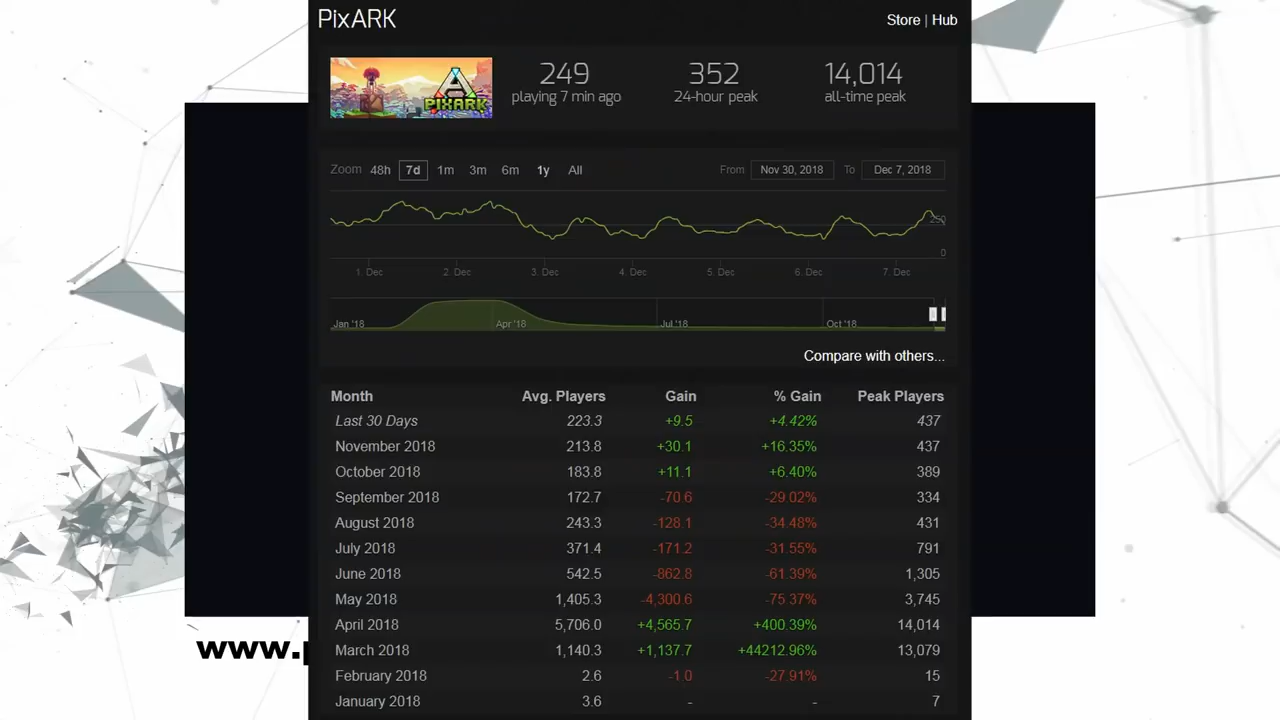 PixARK
Store | Hub
PIXARK
249
playing 7 min ago
352
24-hour peak
14,014
all-time peak
Zoom 48h 7d 1m 3m 6m 1y All
From Nov 30, 2018 To Dec 7, 2018
250
0
1. Dec 2. Dec 3. Dec 4. Dec 5. Dec 6. Dec 7. Dec
Jan '18 Apr '18 Jul '18 Oct '18
Compare with others...
Month Avg. Players Gain % Gain Peak Players
Last 30 Days 223.3 +9.5 +4.42% 437
November 2018 213.8 +30.1 +16.35% 437
October 2018 183.8 +11.1 +6.40% 389
September 2018 172.7 -70.6 -29.02% 334
August 2018 243.3 -128.1 -34.48% 431
July 2018 371.4 -171.2 -31.55% 791
June 2018 542.5 -862.8 -61.39% 1,305
May 2018 1,405.3 -4,300.6 -75.37% 3,745
April 2018 5,706.0 +4,565.7 +400.39% 14,014
March 2018 1,140.3 +1,137.7 +44212.96% 13,079
www.
February 2018 2.6 -1.0 -27.91% 15
January 2018 3.6 - - 7